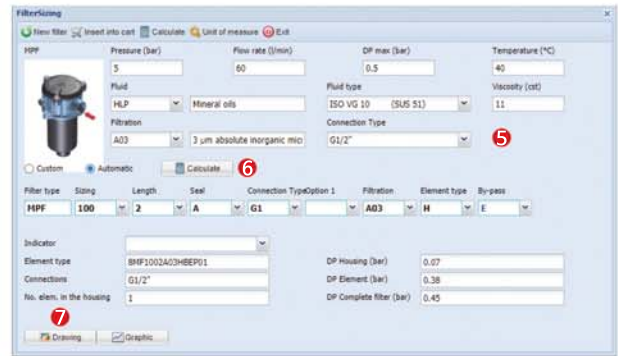 FilterSizing x
New filter Insert into cart Calculate Unit of measure Exit
MPF Pressure (bar) Flow rate (l/min) DP max (bar) Temperature (°C)
5 60 0.5 40
Fluid Fluid type Viscosity (cst)
HLP Mineral oils ISO VG 10 (SUS 51) 11
Filtration Connection Type
A03 3 µm absolute inorganic mic G1/2" 5
Custom Automatic Calculate 6
Filter type Sizing Length Seal Connection Type Option 1 Filtration Element type By-pass
MPF 100 2 A G1 A03 H E
Indicator
Element type 8MF1002A03HBEP01 DP Housing (bar) 0.07
Connections G1/2" DP Element (bar) 0.38
No. elem. in the housing 1 DP Complete filter (bar) 0.45
7
Drawing Graphic